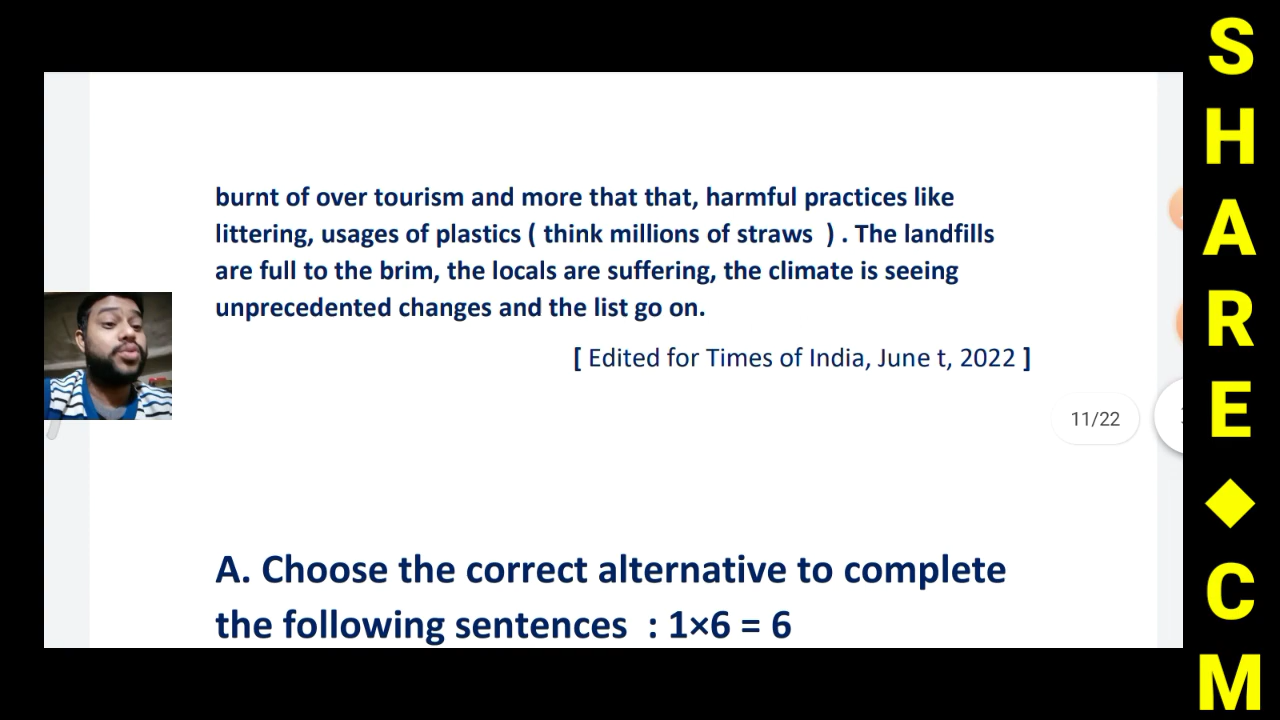 burnt of over tourism and more that that, harmful practices like
littering, usages of plastics ( think millions of straws  ) . The landfills
are full to the brim, the locals are suffering, the climate is seeing
unprecedented changes and the list go on.
[ Edited for Times of India, June t, 2022 ]
11/22
A. Choose the correct alternative to complete
the following sentences  : 1×6 = 6
SHARE◆CM